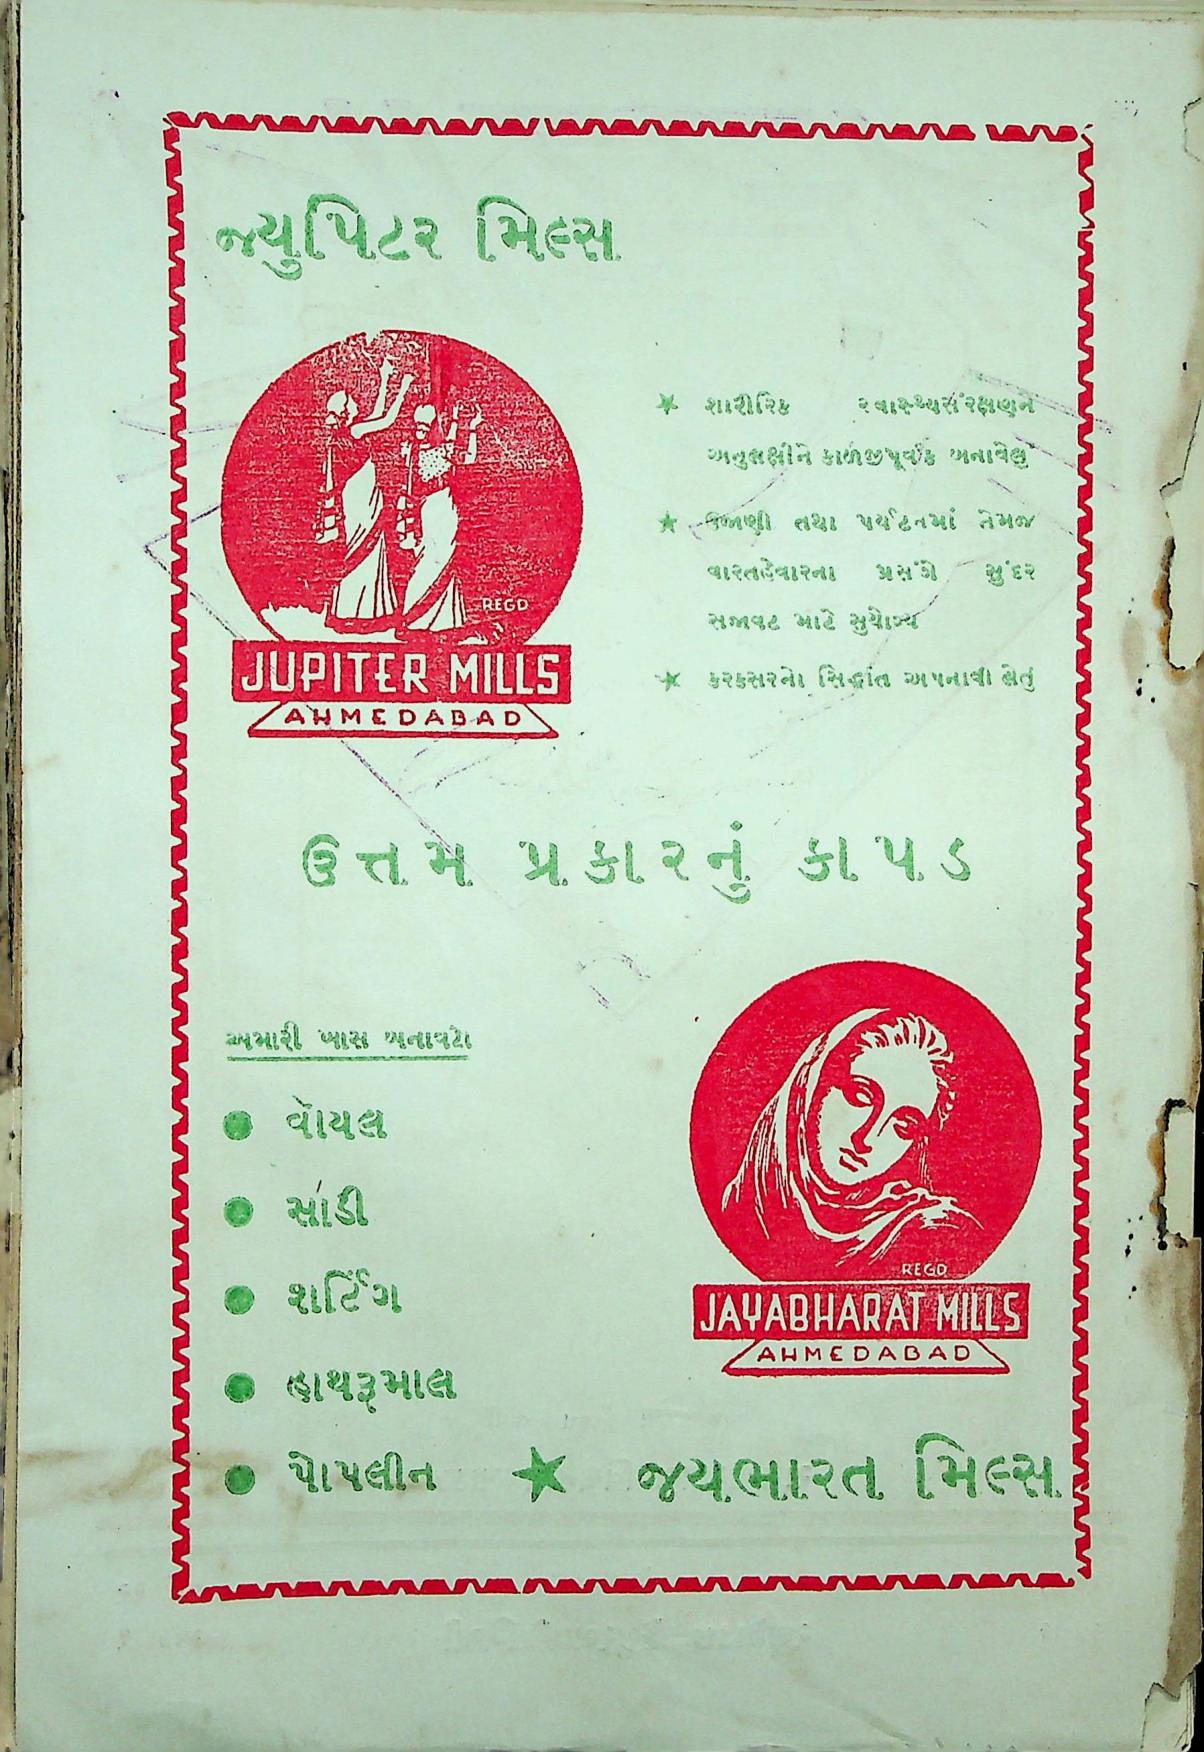 જ્યુપિટર મિલ્સ
REGD
JUPITER MILLS
AHMEDABAD
★ શારીરિક સ્વાસ્થ્યસંરક્ષણને
અનુલક્ષીને કાળજીપૂર્વક બનાવેલું
★ ઉજાણી તથા પર્યટનમાં તેમજ
વારતહેવારના પ્રસંગે સુંદર
સજાવટ માટે સુયોગ્ય
★ કરકસરનો સિદ્ધાંત અપનાવી લેતું
ઉત્તમ પ્રકારનું કાપડ
અમારી ખાસ બનાવટો
● વૉયલ
● સાડી
● શર્ટિંગ
● હાથરૂમાલ
● પોપલીન
REGD
JAYABHARAT MILLS
AHMEDABAD
★ જયભારત મિલ્સ